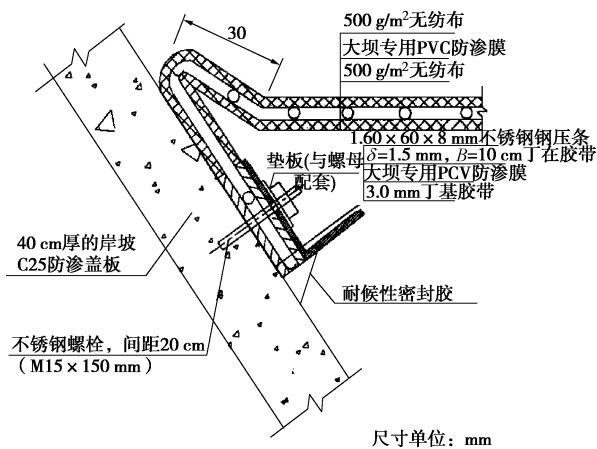 30
500 g/m²无纺布
大坝专用PVC防渗膜
500 g/m²无纺布
1.60×60×8 mm不锈钢钢压条
δ=1.5 mm, B=10 cm丁在胶带
大坝专用PCV防渗膜
3.0 mm丁基胶带
垫板(与螺母
配套)
40 cm厚的岸坡
C25防渗盖板
耐候性密封胶
不锈钢螺栓，间距20 cm
（M15×150 mm）
尺寸单位：mm